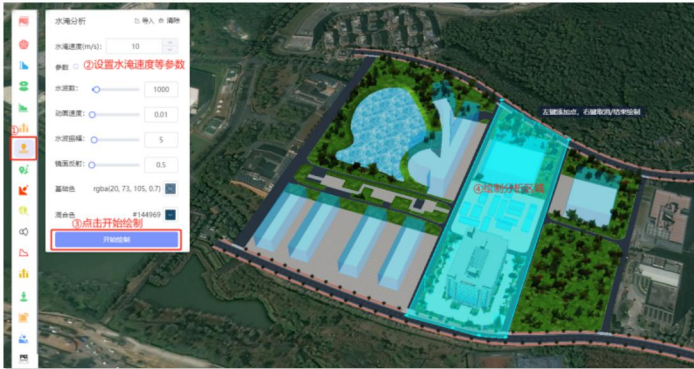 水淹分析 导入 清除
水淹速度(m/s): 10
参数: ②设置水淹速度等参数
水波数: 1000
动画速度: 0.01
①
水波振幅: 5
镜面反射: 0.5
基础色 rgba(20, 73, 105, 0.7)
混合色 #144969
③点击开始绘制
开始绘制
左键添加点，右键取消/结束绘制
④绘制分析区域